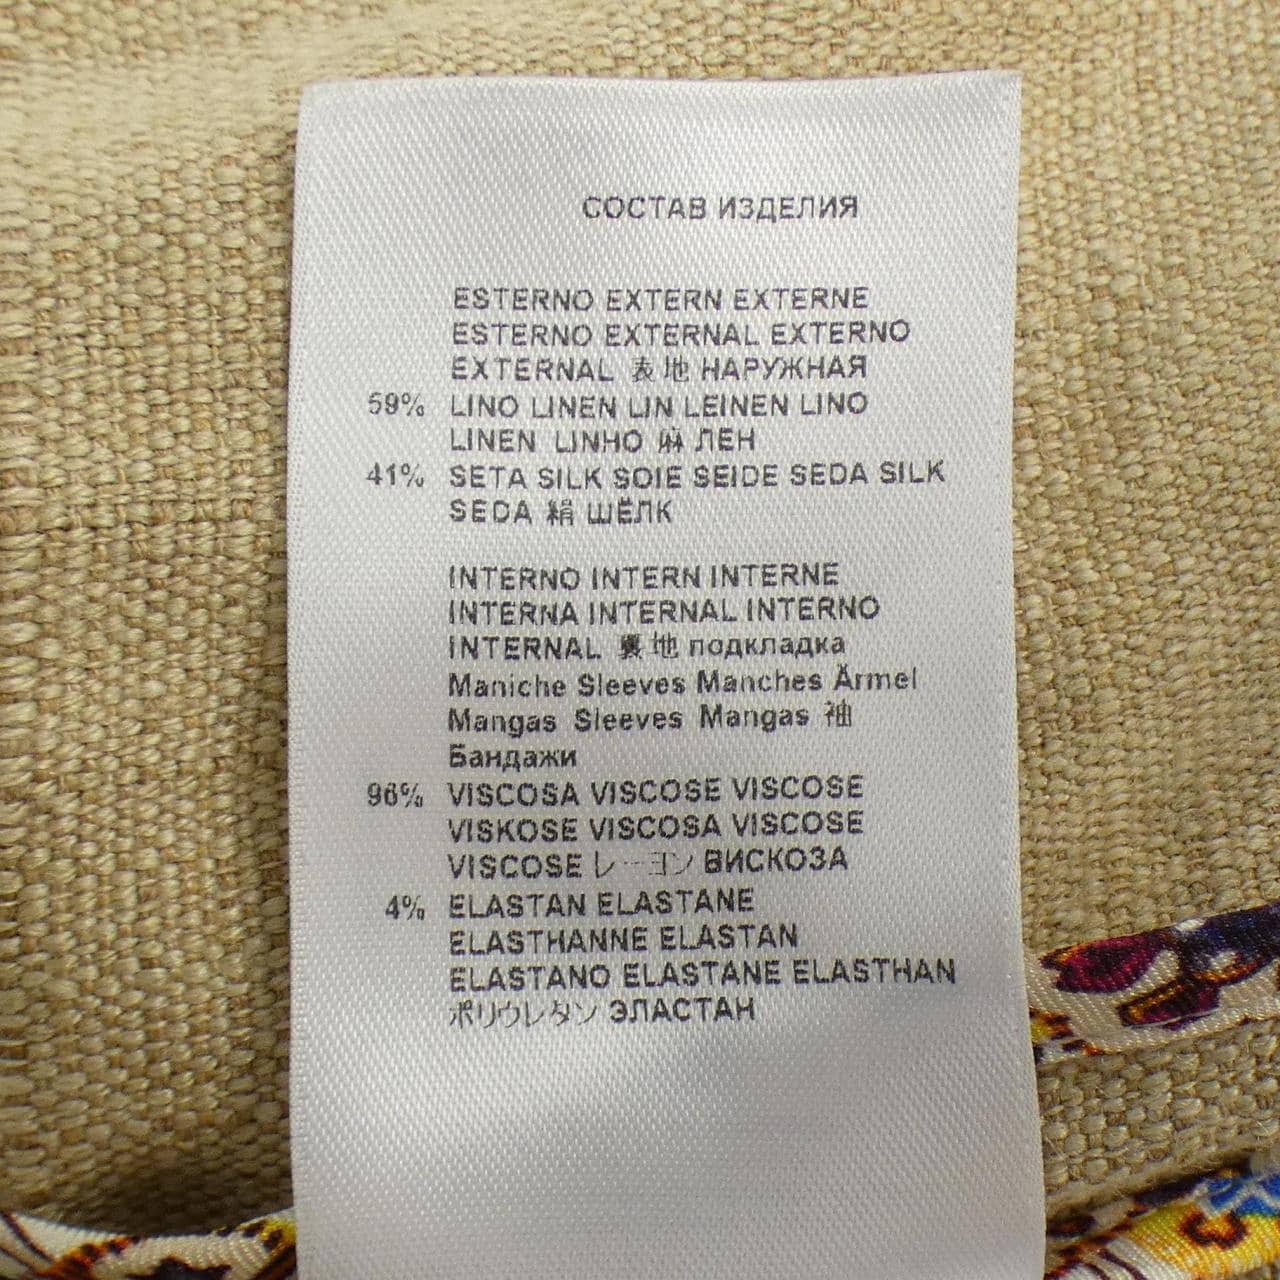 СОСТАВ ИЗДЕЛИЯ
ESTERNO EXTERN EXTERNE
ESTERNO EXTERNAL EXTERNO
EXTERNAL 表地 НАРУЖНАЯ
59% LINO LINEN LIN LEINEN LINO
LINEN LINHO 麻 ЛЕН
41% SETA SILK SOIE SEIDE SEDA SILK
SEDA 絹 ШЁЛК
INTERNO INTERN INTERNE
INTERNA INTERNAL INTERNO
INTERNAL 裏地 подкладка
Maniche Sleeves Manches Ärmel
Mangas Sleeves Mangas 袖
Бандажи
96% VISCOSA VISCOSE VISCOSE
VISKOSE VISCOSA VISCOSE
VISCOSE レーヨン ВИСКОЗА
4% ELASTAN ELASTANE
ELASTHANNE ELASTAN
ELASTANO ELASTANE ELASTHAN
ポリウレタン ЭЛАСТАН